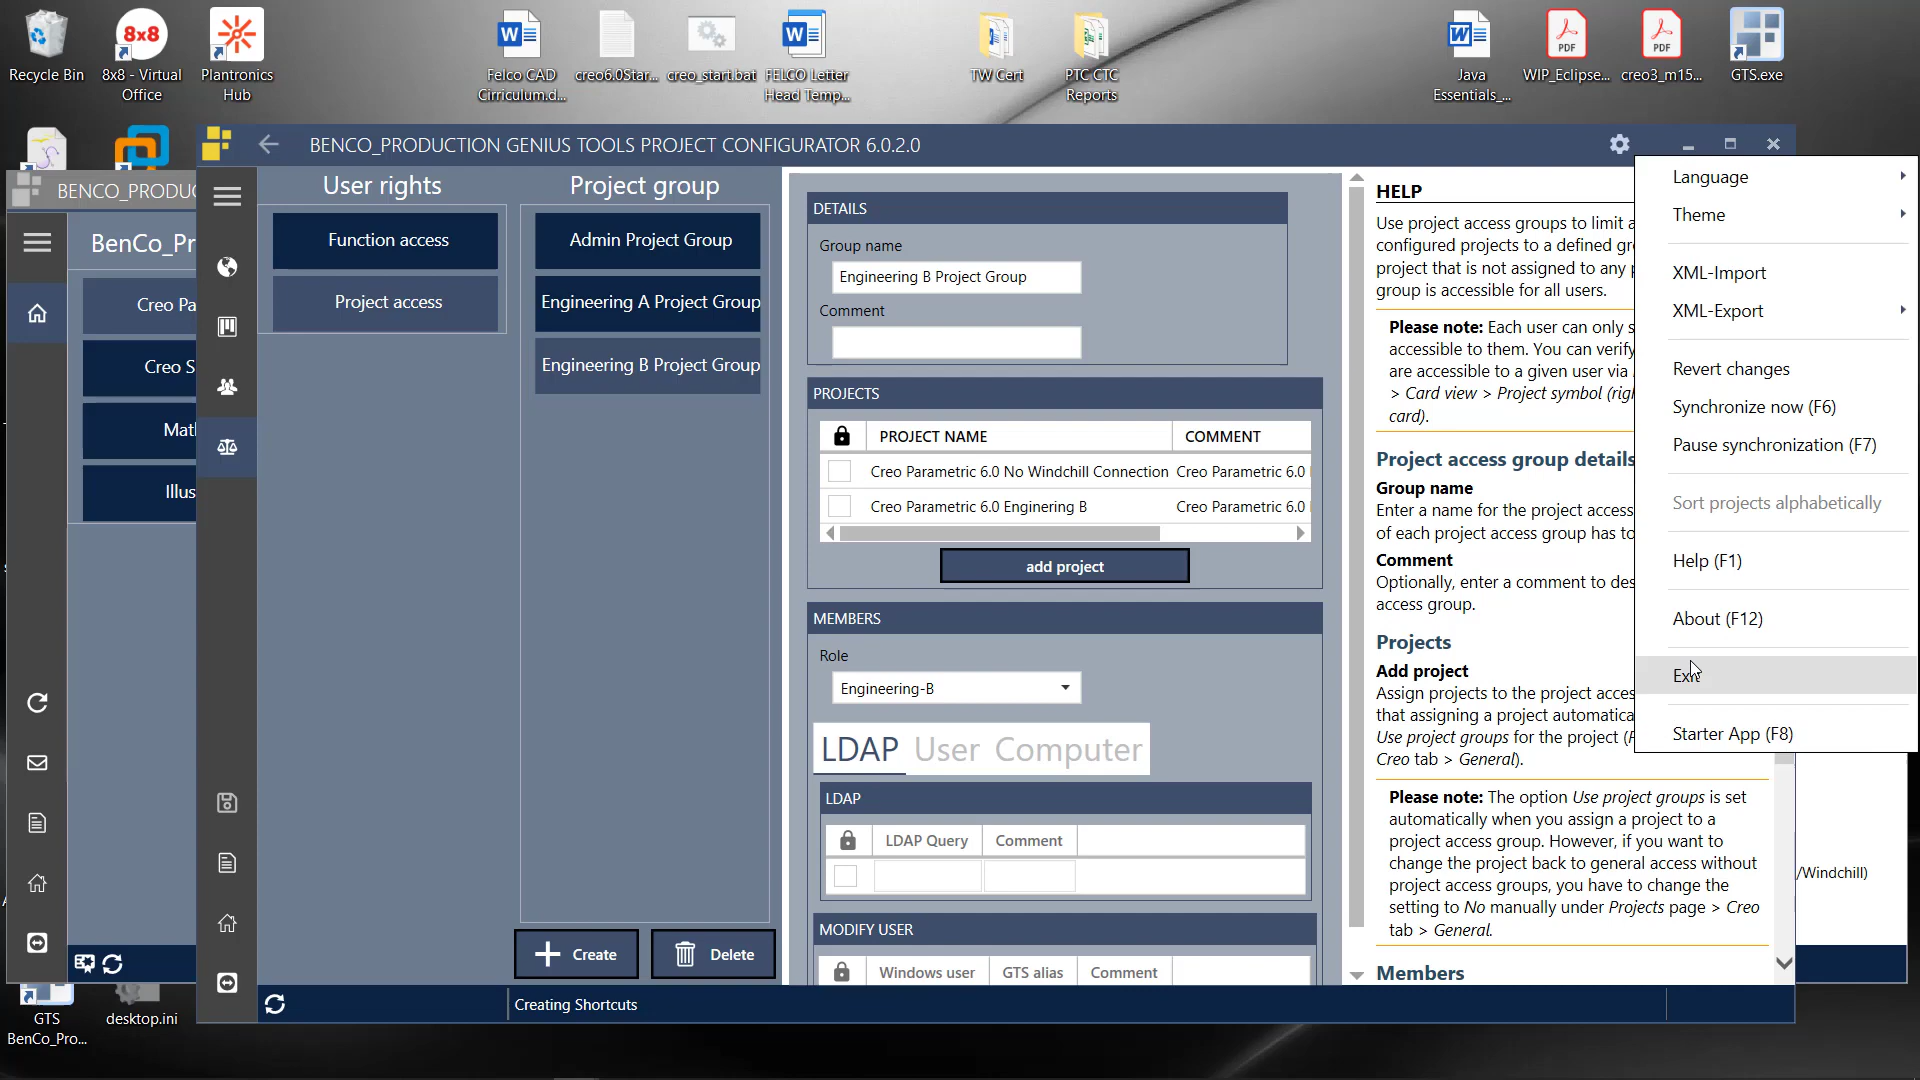 Recycle Bin
8x8
8x8 - Virtual
Office
Plantronics
Hub
Felco CAD
Cirriculum.d...
creo6.0Star...
creo_start.bat
FELCO Letter
Head Temp...
TW Cert
PTC CTC
Reports
Java
Essentials_...
PDF
WIP_Eclipse...
PDF
creo3_m15...
GTS.exe
BENCO_PRODUCTION GENIUS TOOLS PROJECT CONFIGURATOR 6.0.2.0
BENCO_PRODUC
BenCo_Pr
Creo Pa
Creo S
Mat
Illus
User rights
Function access
Project access
Project group
Admin Project Group
Engineering A Project Group
Engineering B Project Group
Create
Delete
DETAILS
Group name
Engineering B Project Group
Comment
PROJECTS
PROJECT NAME COMMENT
Creo Parametric 6.0 No Windchill Connection Creo Parametric 6.0
Creo Parametric 6.0 Enginering B Creo Parametric 6.0
add project
MEMBERS
Role
Engineering-B
LDAP User Computer
LDAP
LDAP Query Comment
MODIFY USER
Windows user GTS alias Comment
HELP
Use project access groups to limit a
configured projects to a defined gr
project that is not assigned to any
group is accessible for all users.
Please note: Each user can only s
accessible to them. You can verify
are accessible to a given user via
> Card view > Project symbol (rig
card).
Project access group details
Group name
Enter a name for the project access
of each project access group has to
Comment
Optionally, enter a comment to des
access group.
Projects
Add project
Assign projects to the project acces
that assigning a project automatica
Use project groups for the project (
Creo tab > General).
Please note: The option Use project groups is set
automatically when you assign a project to a
project access group. However, if you want to
change the project back to general access without
project access groups, you have to change the
setting to No manually under Projects page > Creo
tab > General.
Members
Language
Theme
XML-Import
XML-Export
Revert changes
Synchronize now (F6)
Pause synchronization (F7)
Sort projects alphabetically
Help (F1)
About (F12)
Exit
Starter App (F8)
/Windchill)
Creating Shortcuts
GTS
BenCo_Pro...
desktop.ini